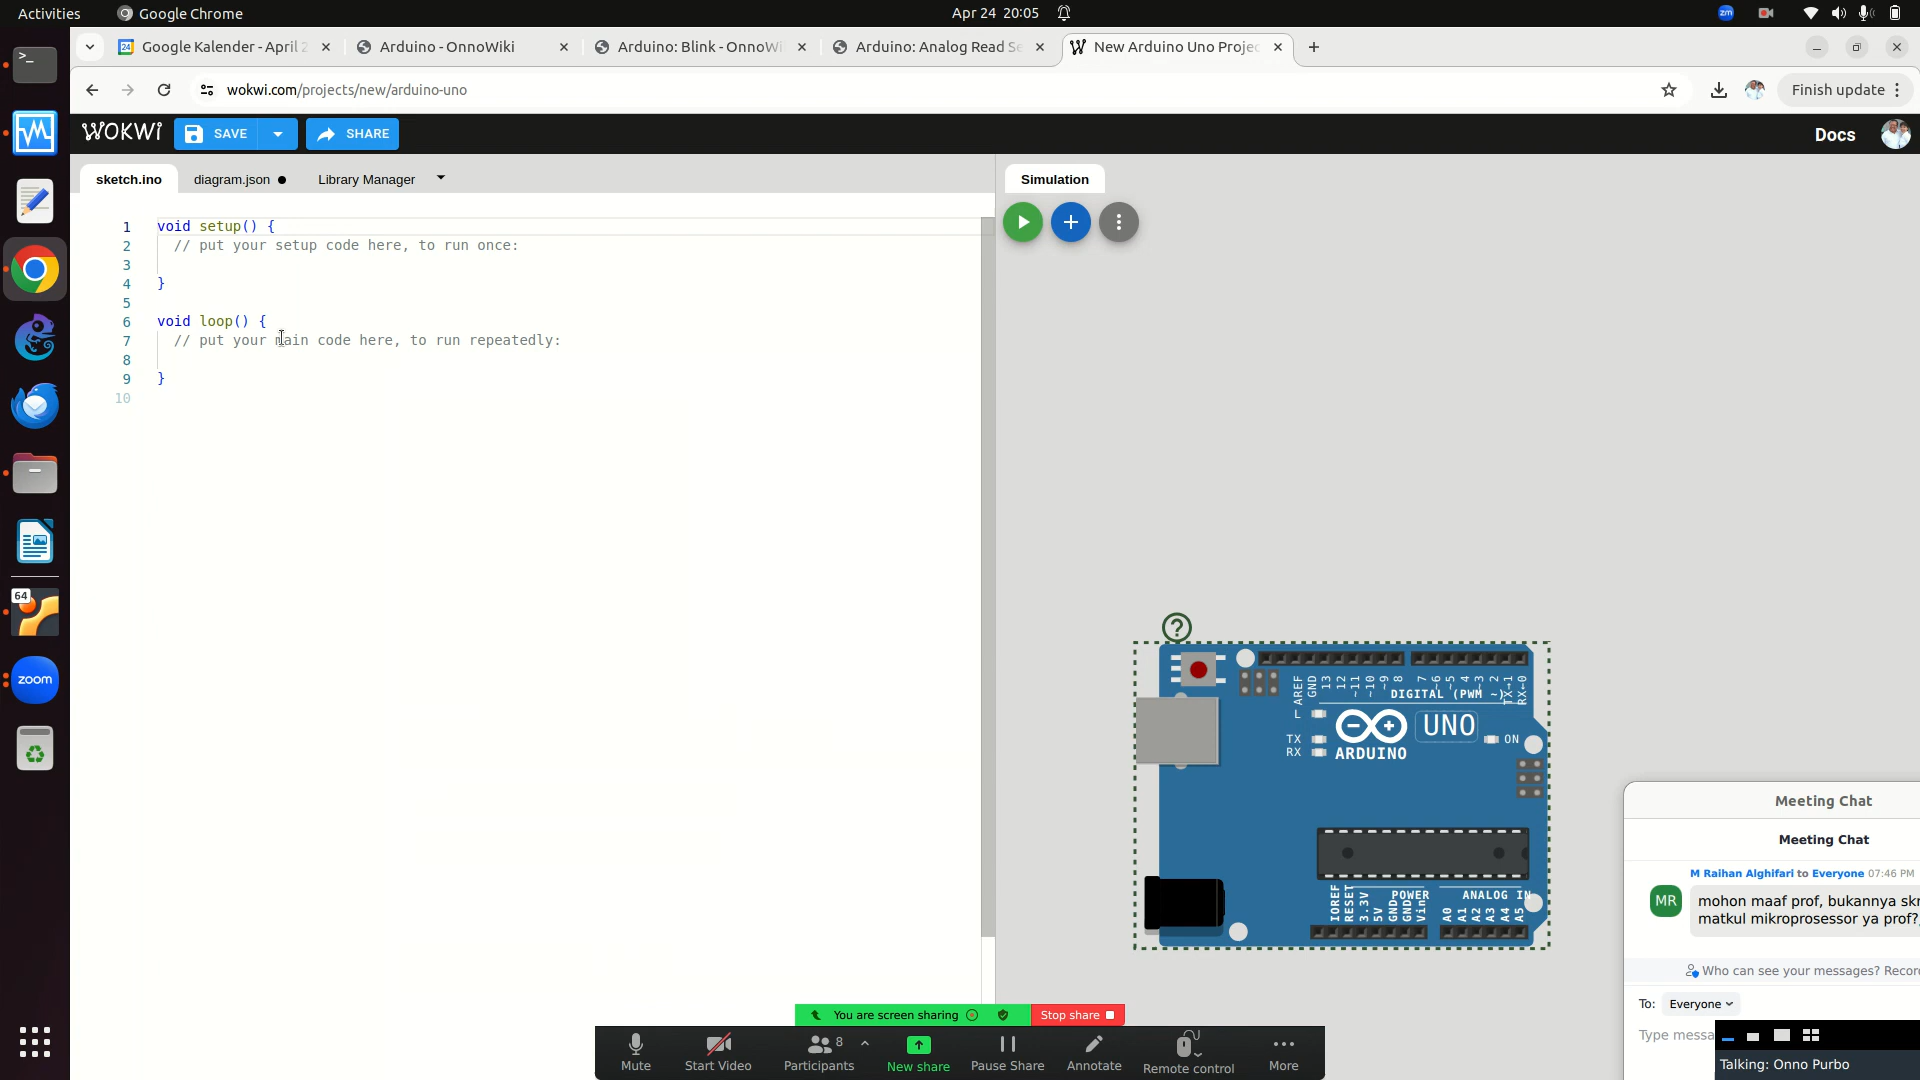 Activities
Google Chrome
Apr 24 20:05
zm
Google Kalender - April 2
Arduino - OnnoWiki
Arduino: Blink - OnnoWi
Arduino: Analog Read Se
New Arduino Uno Projec
wokwi.com/projects/new/arduino-uno
Finish update
WOKWI
SAVE
SHARE
Docs
sketch.ino
diagram.json
Library Manager
Simulation
1 void setup() {
2 // put your setup code here, to run once:
3
4 }
5
6 void loop() {
7 // put your main code here, to run repeatedly:
8
9 }
10
64
zoom
?
AREF
GND
13
12
~11
~10
~9
8
7
~6
~5
4
~3
2
TX→1
RX←0
DIGITAL (PWM ~)
L
TX
RX
UNO
ARDUINO
ON
IOREF
RESET
3.3V
5V
GND
GND
Vin
POWER
ANALOG IN
A0
A1
A2
A3
A4
A5
Meeting Chat
Meeting Chat
M Raihan Alghifari to Everyone 07:46 PM
MR
mohon maaf prof, bukannya skr
matkul mikroprosessor ya prof?
Who can see your messages? Record
To: Everyone
Type messa
Talking: Onno Purbo
You are screen sharing
Stop share
Mute
Start Video
Participants
8
New share
Pause Share
Annotate
Remote control
More